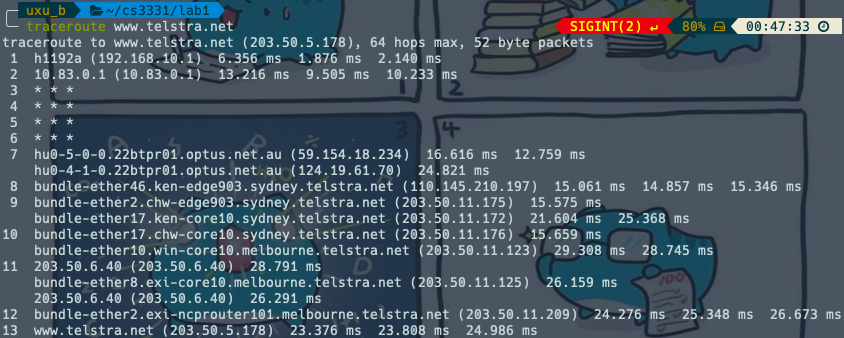 uxu_b ~/cs3331/lab1
traceroute www.telstra.net SIGINT(2) ↵ 80% 00:47:33
traceroute to www.telstra.net (203.50.5.178), 64 hops max, 52 byte packets
1 h1192a (192.168.10.1) 6.356 ms 1.876 ms 2.140 ms
2 10.83.0.1 (10.83.0.1) 13.216 ms 9.505 ms 10.233 ms
3 * * *
4 * * *
5 * * *
6 * * *
7 hu0-5-0-0.22btpr01.optus.net.au (59.154.18.234) 16.616 ms 12.759 ms
hu0-4-1-0.22btpr01.optus.net.au (124.19.61.70) 24.821 ms
8 bundle-ether46.ken-edge903.sydney.telstra.net (110.145.210.197) 15.061 ms 14.857 ms 15.346 ms
9 bundle-ether2.chw-edge903.sydney.telstra.net (203.50.11.175) 15.575 ms
bundle-ether17.ken-core10.sydney.telstra.net (203.50.11.172) 21.604 ms 25.368 ms
10 bundle-ether17.chw-core10.sydney.telstra.net (203.50.11.176) 15.659 ms
bundle-ether10.win-core10.melbourne.telstra.net (203.50.11.123) 29.308 ms 28.745 ms
11 203.50.6.40 (203.50.6.40) 28.791 ms
bundle-ether8.exi-core10.melbourne.telstra.net (203.50.11.125) 26.159 ms
203.50.6.40 (203.50.6.40) 26.291 ms
12 bundle-ether2.exi-ncprouter101.melbourne.telstra.net (203.50.11.209) 24.276 ms 25.348 ms 26.673 ms
13 www.telstra.net (203.50.5.178) 23.376 ms 23.808 ms 24.986 ms
1
2
3
4